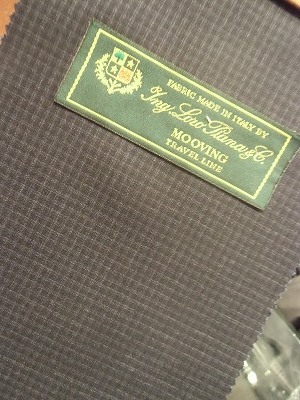 FABRIC MADE IN ITALY BY
Ing. Loro Piana & C.
MOOVING
TRAVEL LINE